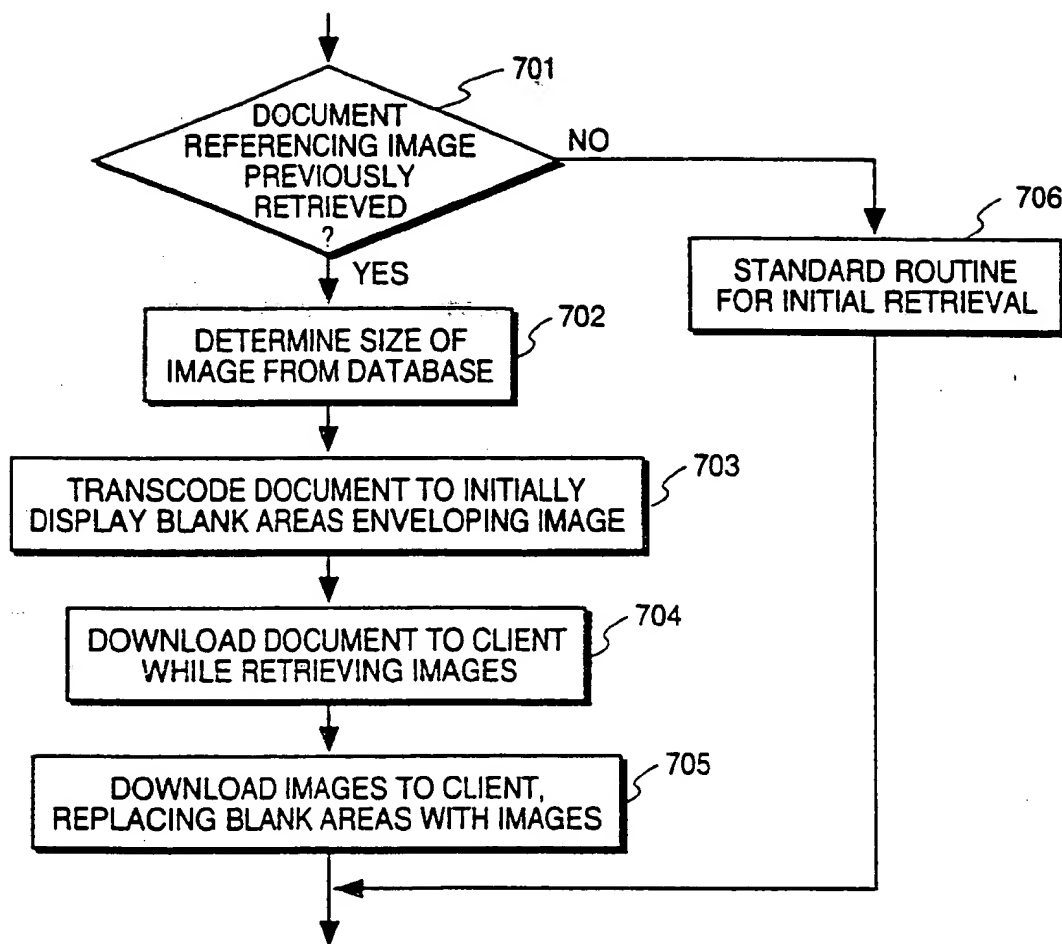 701
DOCUMENT
REFERENCING IMAGE
PREVIOUSLY
RETRIEVED
?
NO
YES
706
STANDARD ROUTINE
FOR INITIAL RETRIEVAL
702
DETERMINE SIZE OF
IMAGE FROM DATABASE
703
TRANSCODE DOCUMENT TO INITIALLY
DISPLAY BLANK AREAS ENVELOPING IMAGE
704
DOWNLOAD DOCUMENT TO CLIENT
WHILE RETRIEVING IMAGES
705
DOWNLOAD IMAGES TO CLIENT,
REPLACING BLANK AREAS WITH IMAGES